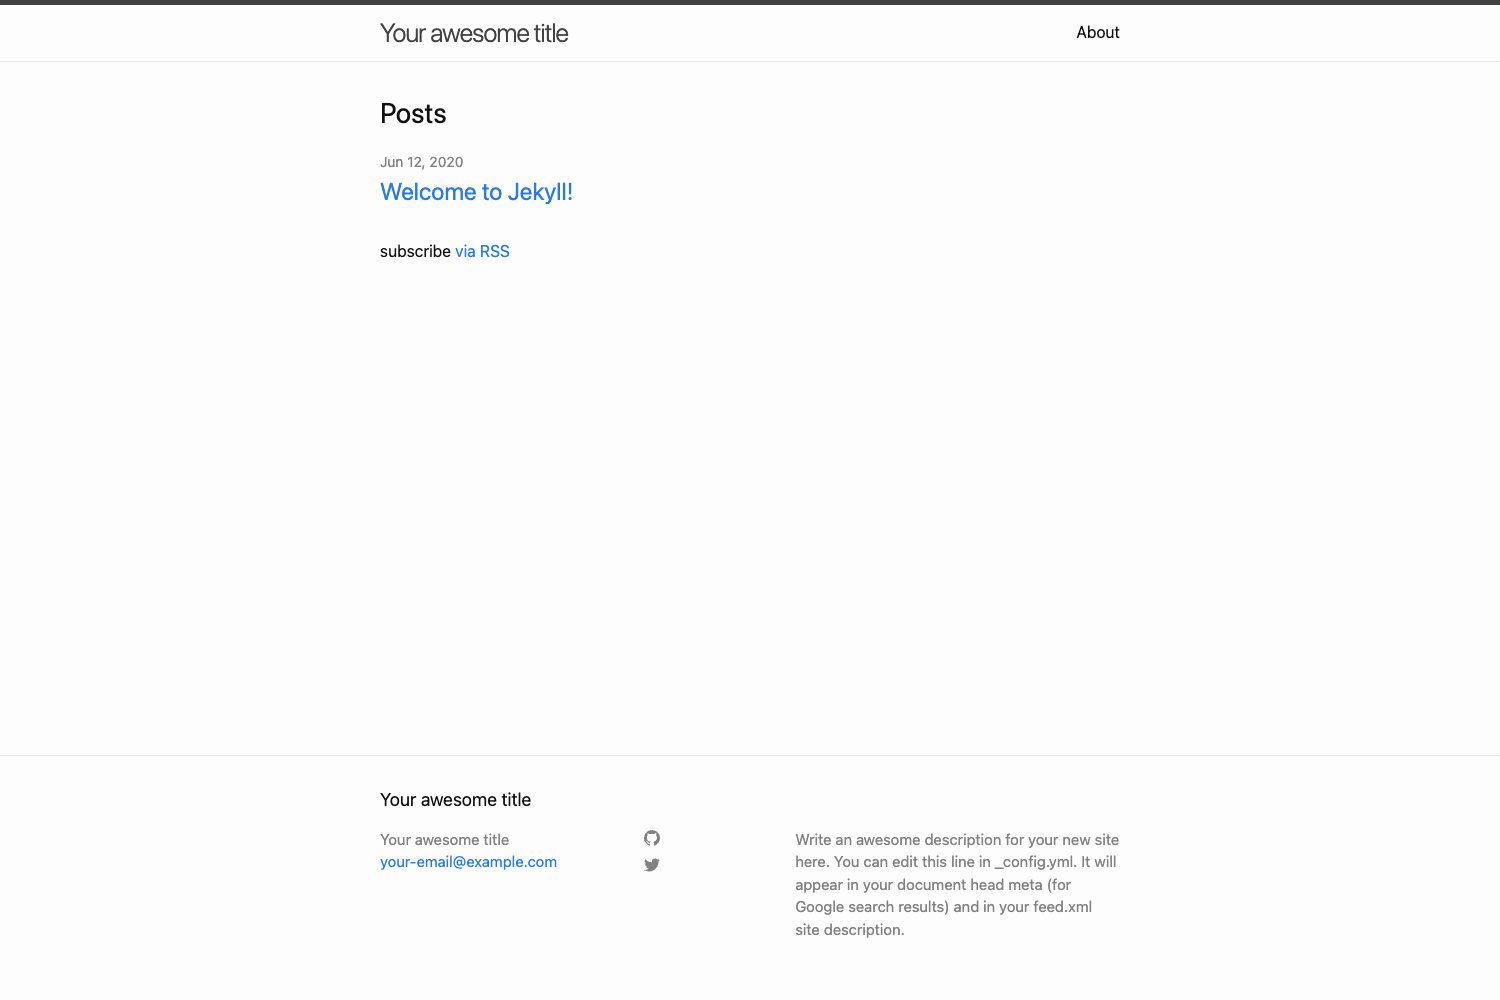 Your awesome title
About
Posts
Jun 12, 2020
Welcome to Jekyll!
subscribe via RSS
Your awesome title
Your awesome title
your-email@example.com
Write an awesome description for your new site
here. You can edit this line in _config.yml. It will
appear in your document head meta (for
Google search results) and in your feed.xml
site description.